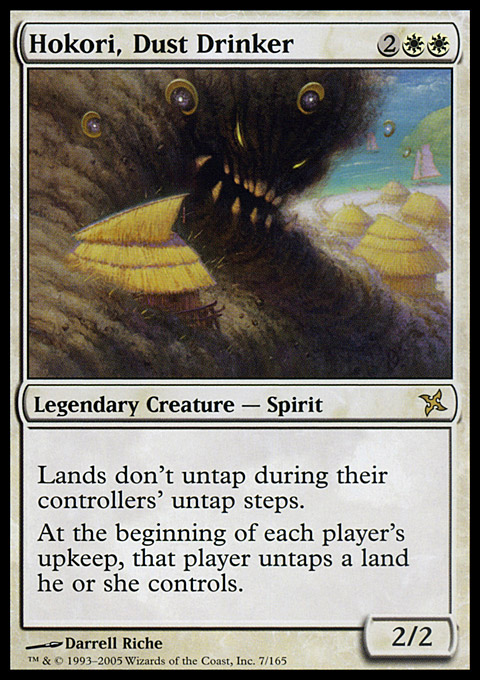 Hokori, Dust Drinker 2
Legendary Creature — Spirit
Lands don't untap during their
controllers' untap steps.
At the beginning of each player's
upkeep, that player untaps a land
he or she controls.
Darrell Riche
2/2
™ & © 1993–2005 Wizards of the Coast, Inc. 7/165